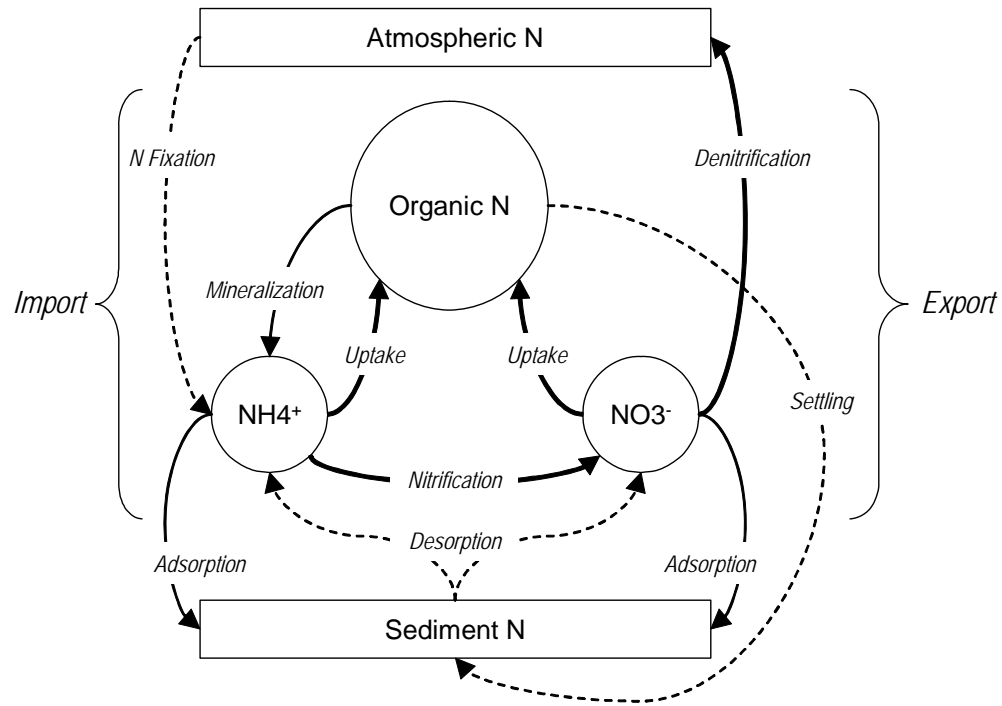 Atmospheric N
N Fixation
Denitrification
Organic N
Import
Mineralization
Export
Uptake
Uptake
Settling
NH4⁺
NO3⁻
Nitrification
Desorption
Adsorption
Adsorption
Sediment N